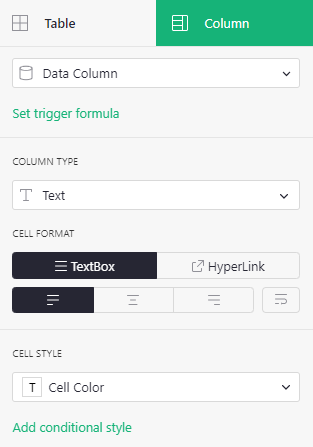 Table
Column
Data Column
Set trigger formula
COLUMN TYPE
Text
CELL FORMAT
TextBox
HyperLink
CELL STYLE
T Cell Color
Add conditional style